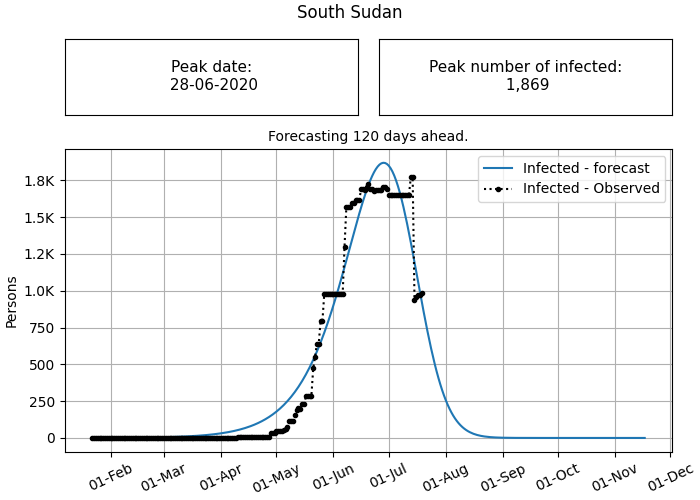 South Sudan
Peak date:
28-06-2020
Peak number of infected:
1,869
Forecasting 120 days ahead.
Infected - forecast
Infected - Observed
Persons
1.8K
1.5K
1.2K
1.0K
750
500
250
0
01-Feb
01-Mar
01-Apr
01-May
01-Jun
01-Jul
01-Aug
01-Sep
01-Oct
01-Nov
01-Dec